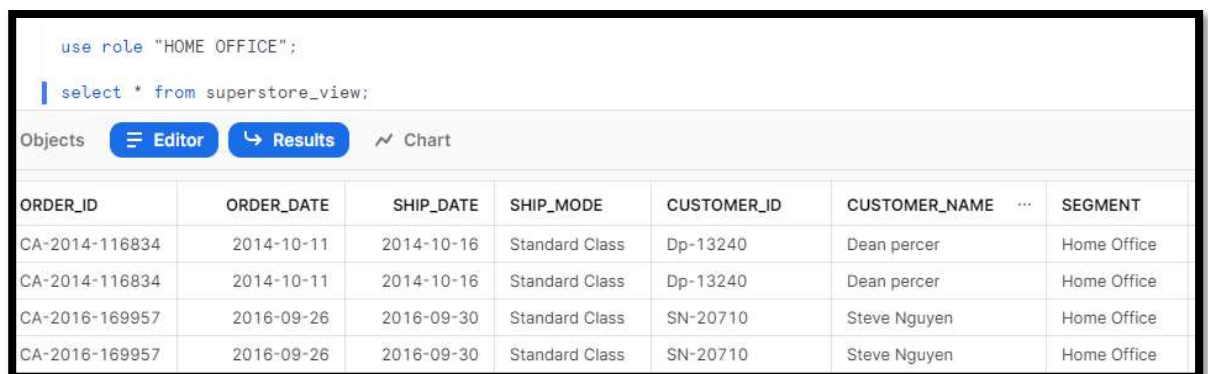 use role "HOME OFFICE";
select * from superstore_view;
Objects Editor Results Chart
ORDER_ID ORDER_DATE SHIP_DATE SHIP_MODE CUSTOMER_ID CUSTOMER_NAME ... SEGMENT
CA-2014-116834 2014-10-11 2014-10-16 Standard Class Dp-13240 Dean percer Home Office
CA-2014-116834 2014-10-11 2014-10-16 Standard Class Dp-13240 Dean percer Home Office
CA-2016-169957 2016-09-26 2016-09-30 Standard Class SN-20710 Steve Nguyen Home Office
CA-2016-169957 2016-09-26 2016-09-30 Standard Class SN-20710 Steve Nguyen Home Office